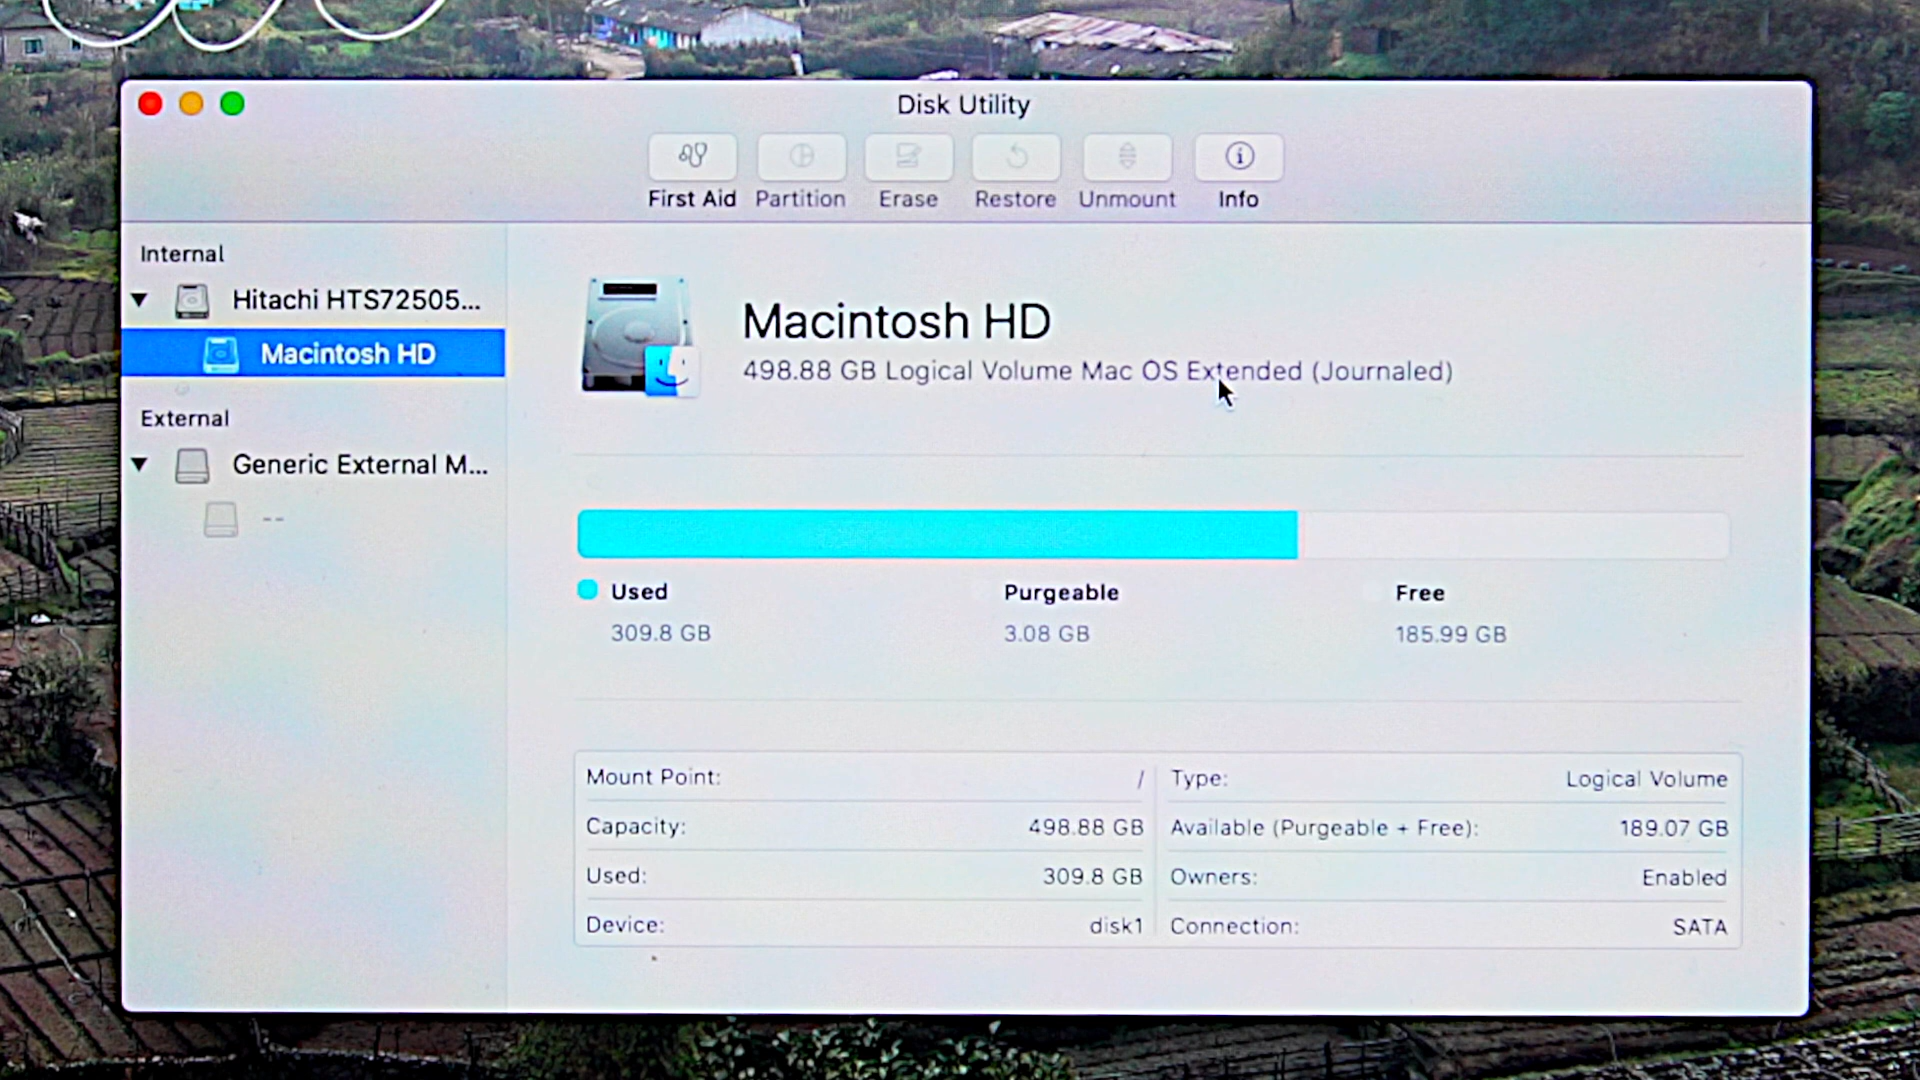 Disk Utility
First Aid Partition Erase Restore Unmount Info
Internal
Hitachi HTS72505...
Macintosh HD
External
Generic External M...
--
Macintosh HD
498.88 GB Logical Volume Mac OS Extended (Journaled)
Used Purgeable Free
309.8 GB 3.08 GB 185.99 GB
Mount Point: / Type: Logical Volume
Capacity: 498.88 GB Available (Purgeable + Free): 189.07 GB
Used: 309.8 GB Owners: Enabled
Device: disk1 Connection: SATA